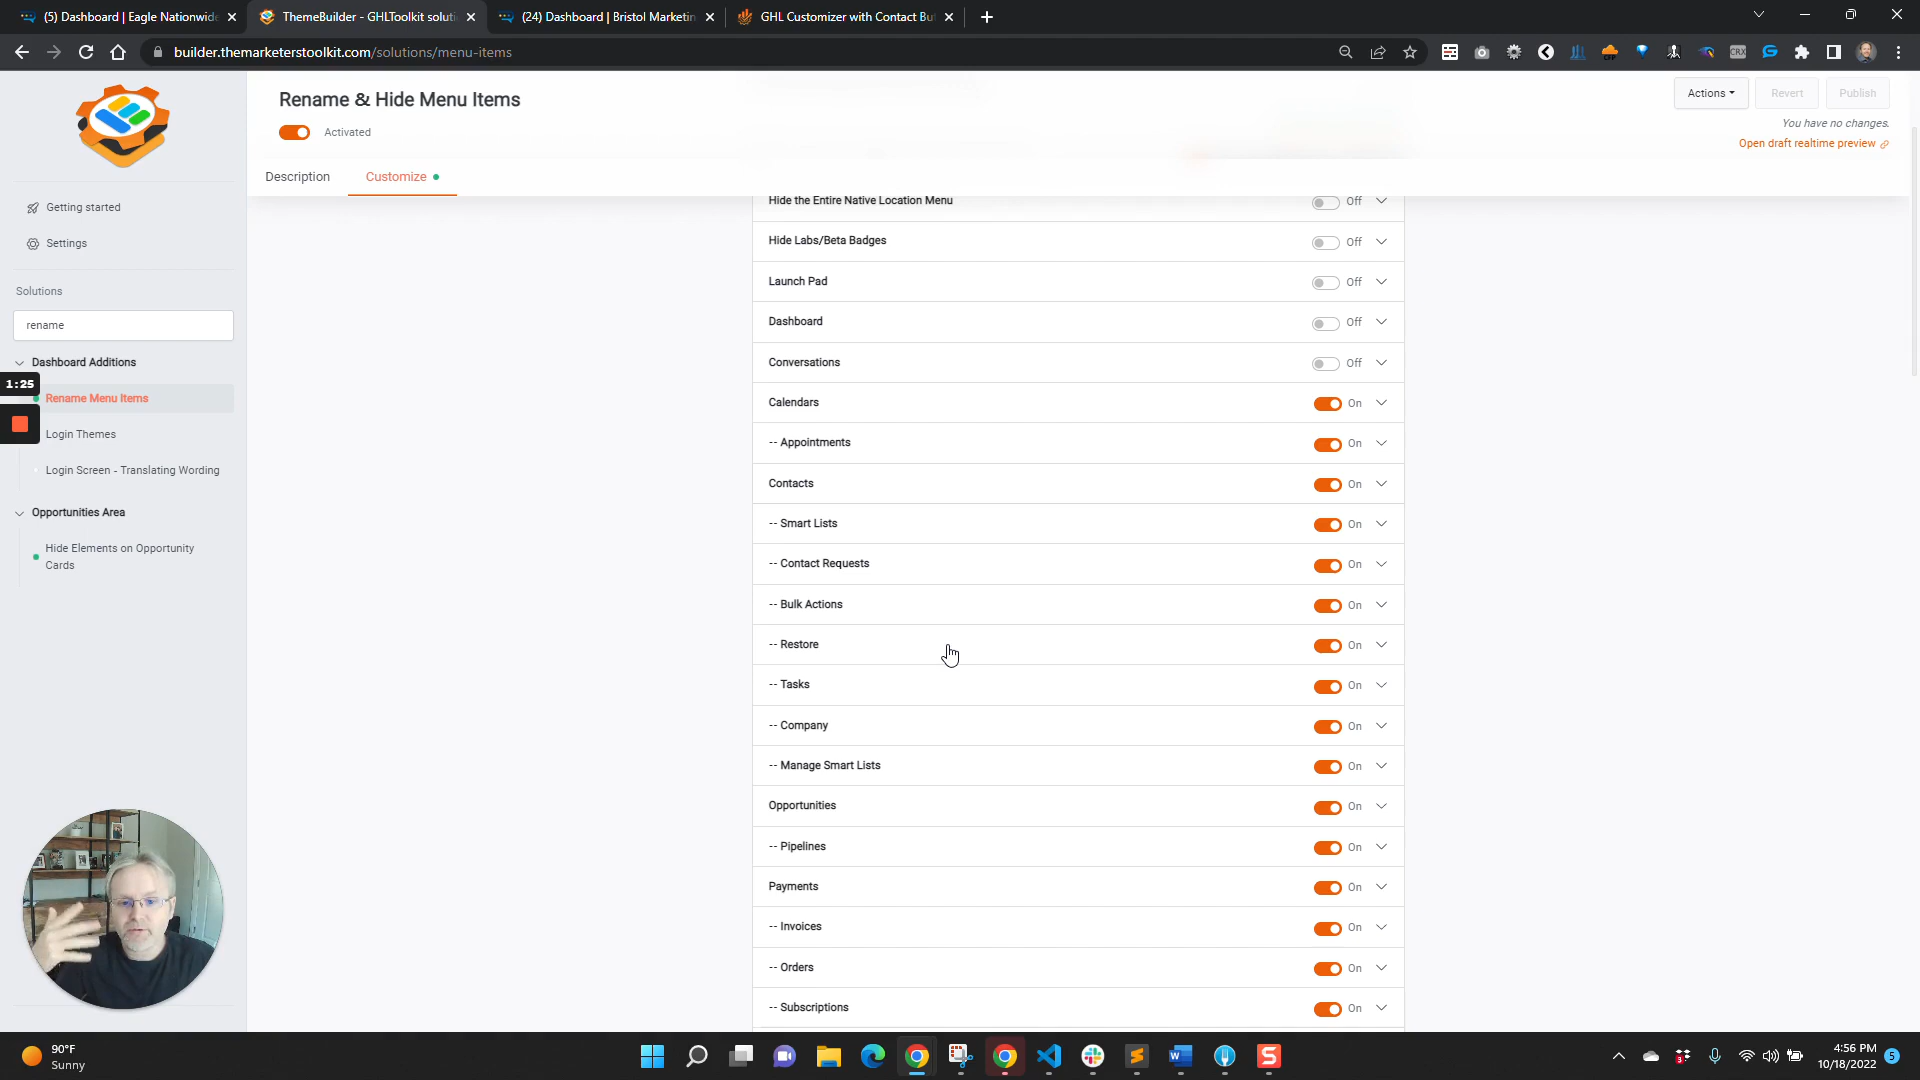 (5) Dashboard | Eagle Nationwide
ThemeBuilder - GHLToolkit soluti
(24) Dashboard | Bristol Marketin
GHL Customizer with Contact Bu
builder.themarketerstoolkit.com/solutions/menu-items
Rename & Hide Menu Items
Activated
Actions
Revert
Publish
You have no changes.
Open draft realtime preview
Description
Customize
Getting started
Settings
Solutions
rename
Dashboard Additions
1:25
Rename Menu Items
Login Themes
Login Screen - Translating Wording
Opportunities Area
Hide Elements on Opportunity
Cards
Hide the Entire Native Location Menu Off
Hide Labs/Beta Badges Off
Launch Pad Off
Dashboard Off
Conversations Off
Calendars On
-- Appointments On
Contacts On
-- Smart Lists On
-- Contact Requests On
-- Bulk Actions On
-- Restore On
-- Tasks On
-- Company On
-- Manage Smart Lists On
Opportunities On
-- Pipelines On
Payments On
-- Invoices On
-- Orders On
-- Subscriptions On
90°F
Sunny
4:56 PM
10/18/2022
5